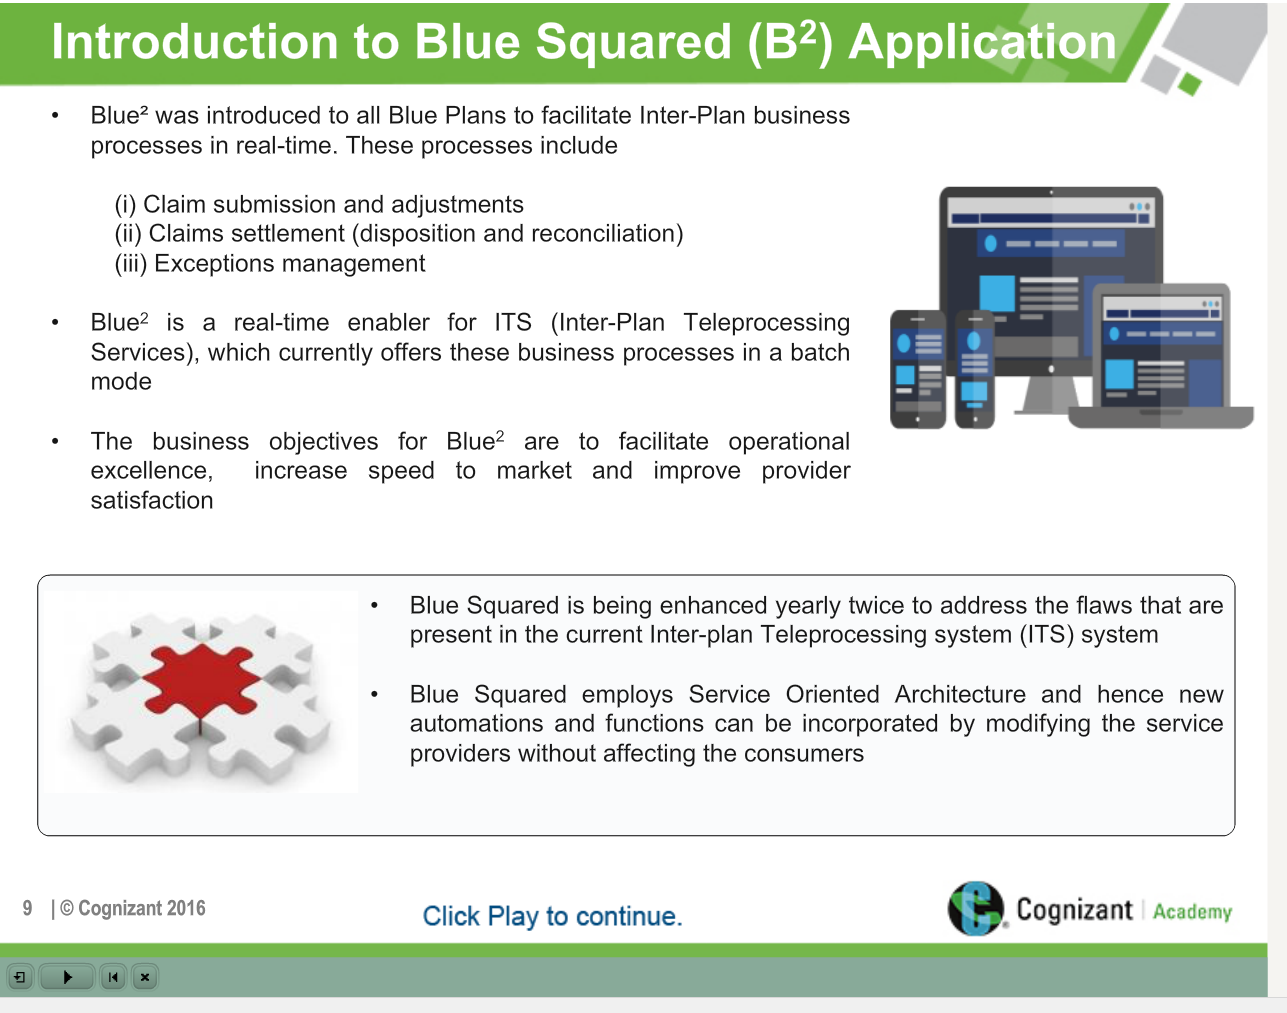 Introduction to Blue Squared (B²) Application
• Blue² was introduced to all Blue Plans to facilitate Inter-Plan business
processes in real-time. These processes include
(i) Claim submission and adjustments
(ii) Claims settlement (disposition and reconciliation)
(iii) Exceptions management
• Blue² is a real-time enabler for ITS (Inter-Plan Teleprocessing
Services), which currently offers these business processes in a batch
mode
• The business objectives for Blue² are to facilitate operational
excellence, increase speed to market and improve provider
satisfaction
• Blue Squared is being enhanced yearly twice to address the flaws that are
present in the current Inter-plan Teleprocessing system (ITS) system
• Blue Squared employs Service Oriented Architecture and hence new
automations and functions can be incorporated by modifying the service
providers without affecting the consumers
9 | © Cognizant 2016
Click Play to continue.
Cognizant | Academy